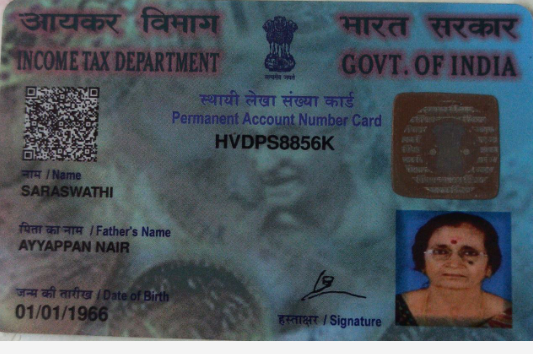 आयकर विभाग
INCOME TAX DEPARTMENT
सत्यमेव जयते
भारत सरकार
GOVT. OF INDIA
स्थायी लेखा संख्या कार्ड
Permanent Account Number Card
HVDPS8856K
नाम / Name
SARASWATHI
पिता का नाम / Father's Name
AYYAPPAN NAIR
जन्म की तारीख / Date of Birth
01/01/1966
हस्ताक्षर / Signature